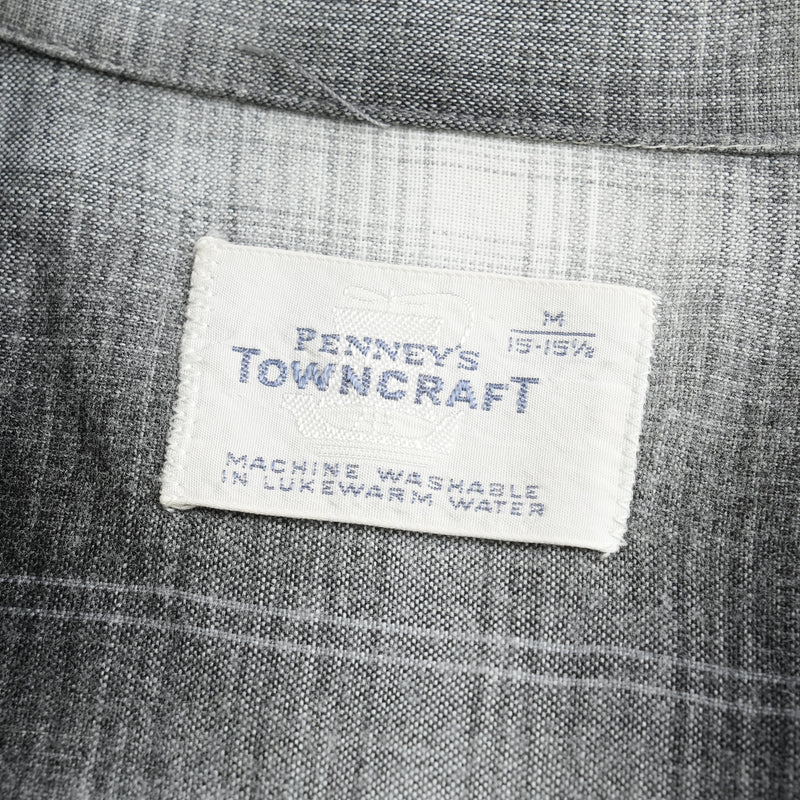 PENNEY'S
TOWNCRAFT
M
15-15½
MACHINE WASHABLE
IN LUKEWARM WATER